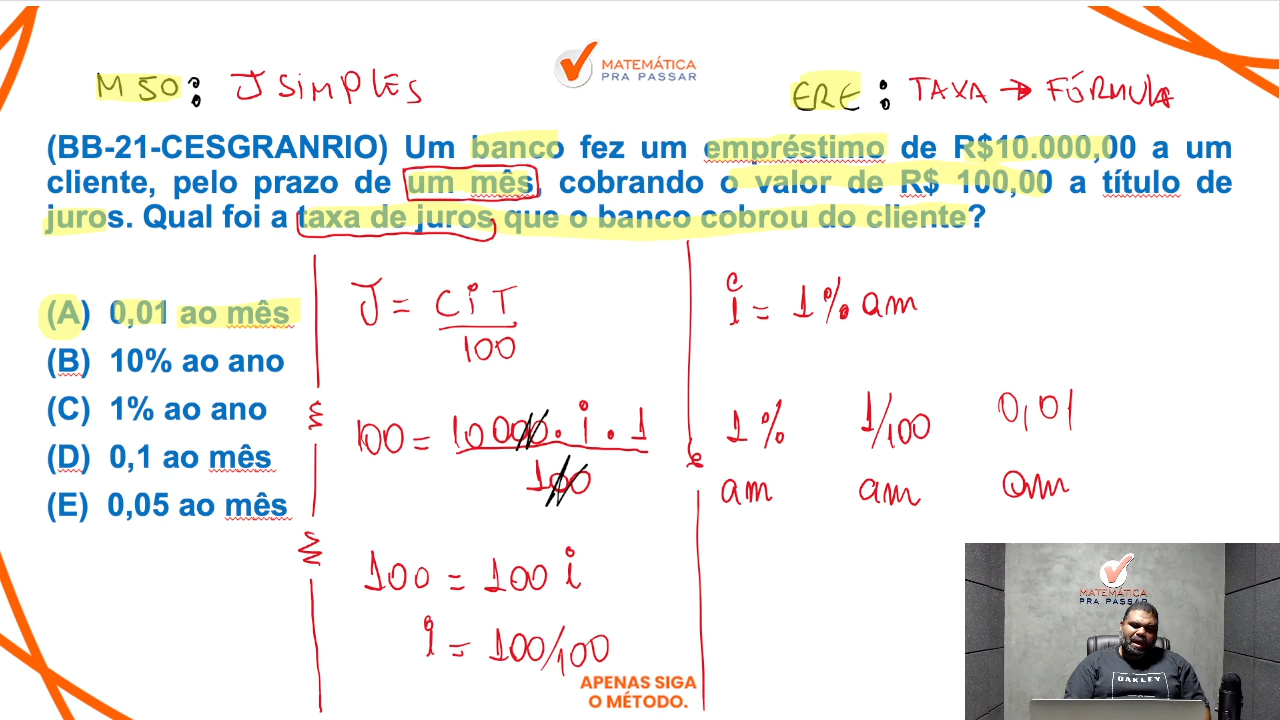 MATEMÁTICA
PRA PASSAR
M50: J SIMPLES
ERE: TAXA → FÓRMULA
(BB-21-CESGRANRIO) Um banco fez um empréstimo de R$10.000,00 a um
cliente, pelo prazo de um mês, cobrando o valor de R$ 100,00 a título de
juros. Qual foi a taxa de juros que o banco cobrou do cliente?
(A) 0,01 ao mês
(B) 10% ao ano
(C) 1% ao ano
(D) 0,1 ao mês
(E) 0,05 ao mês
J = CiT
100
100 = 10000 . i . 1
100
100 = 100 i
i = 100/100
i = 1% am
1% 1/100 0,01
am am am
APENAS SIGA
O MÉTODO.
MATEMÁTICA
PRA PASSAR
OAKLEY